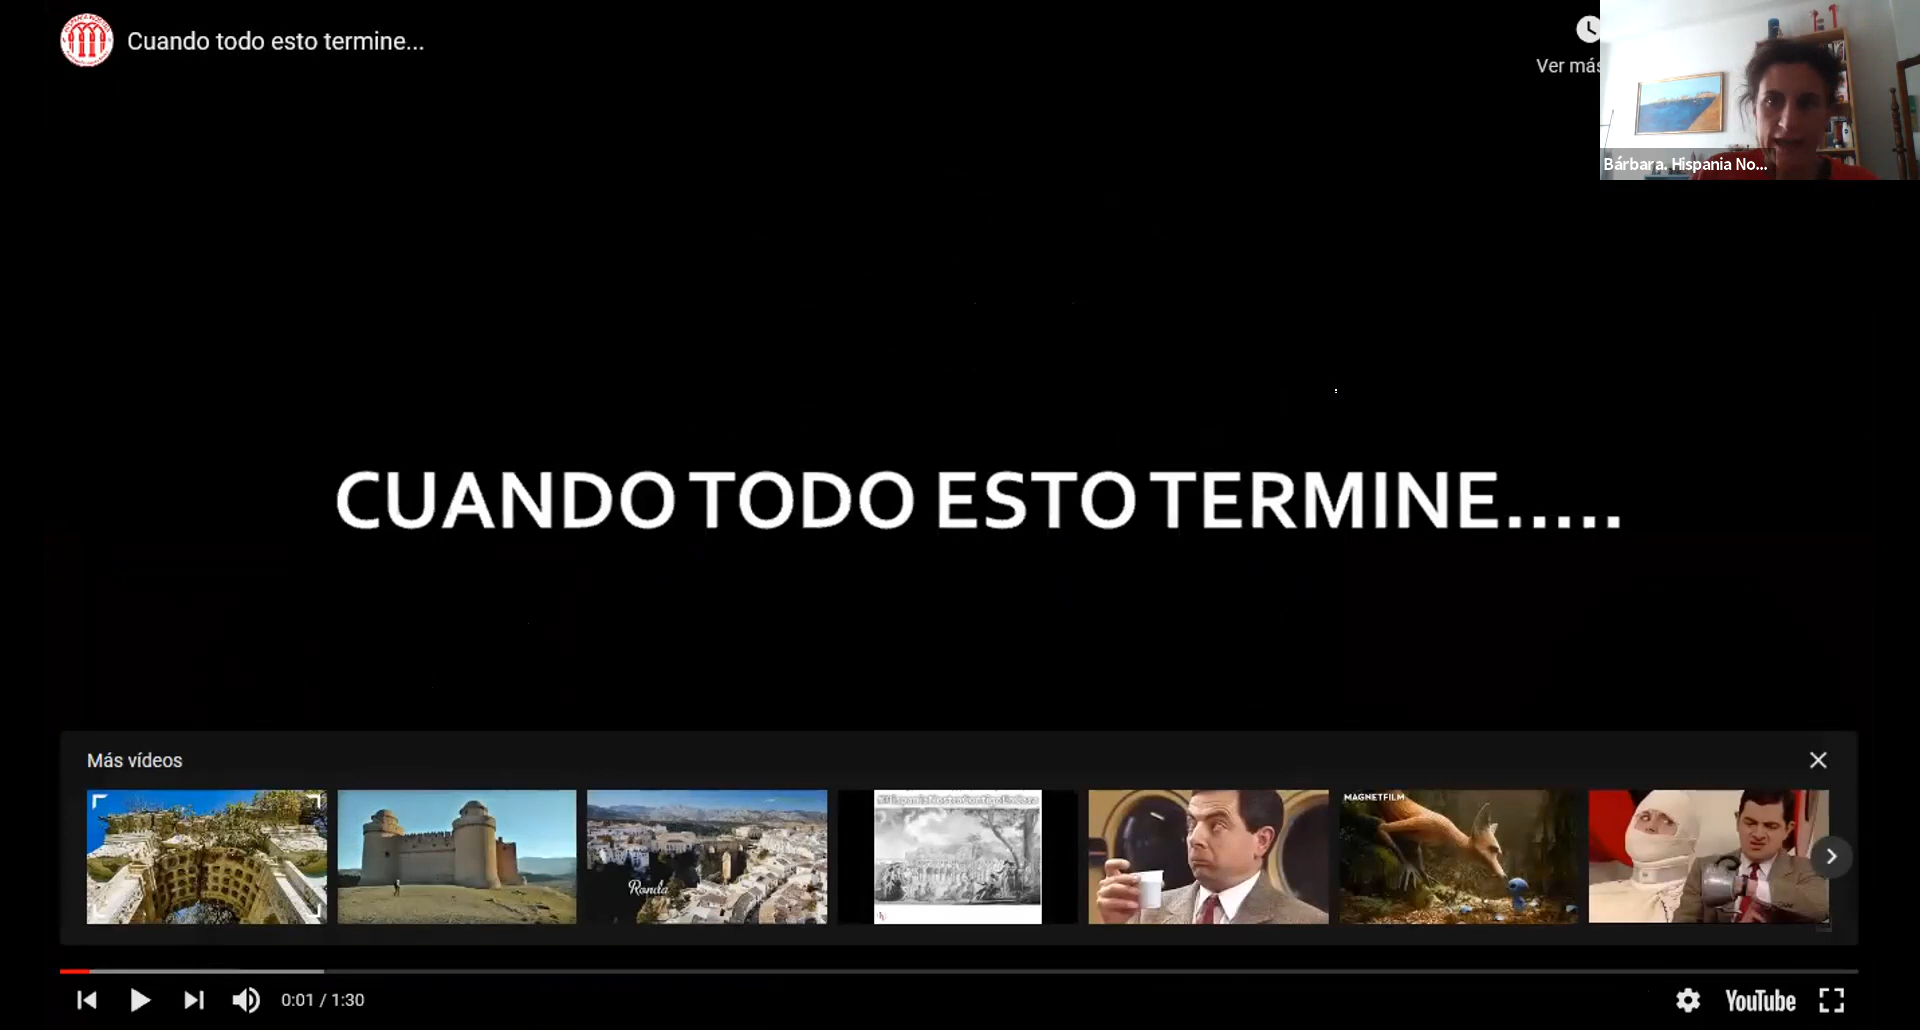 Cuando todo esto termine...
Ver más
Bárbara. Hispania No...
CUANDO TODO ESTO TERMINE.....
Más vídeos
Ronda
#HispaniaNostraContigoEnCasa
MAGNETFILM
0:01 / 1:30
YouTube